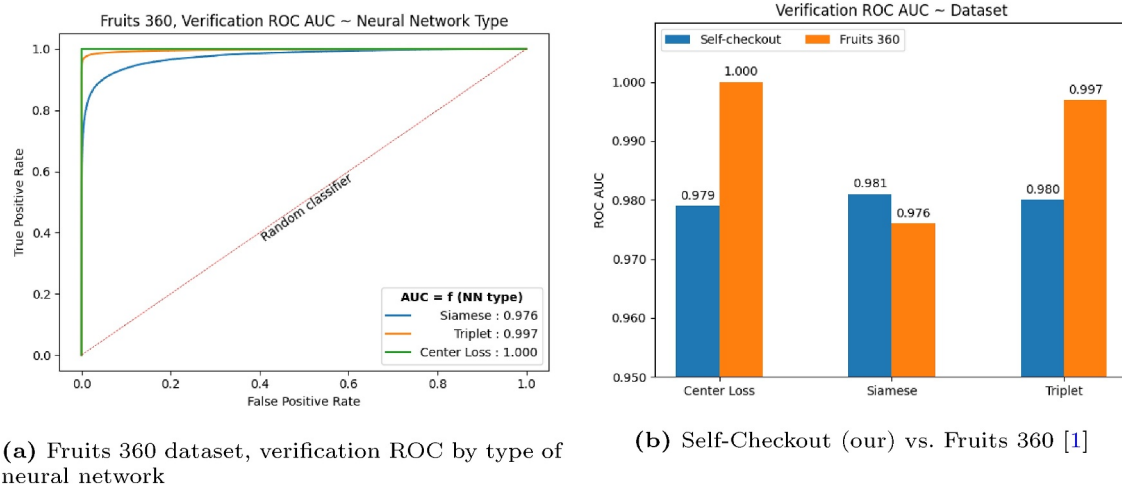 Fruits 360, Verification ROC AUC ~ Neural Network Type
1.0
0.8
0.6
0.4
0.2
0.0
True Positive Rate
Random classifier
AUC = f (NN type)
Siamese : 0.976
Triplet : 0.997
Center Loss : 1.000
0.0
0.2
0.4
0.6
0.8
1.0
False Positive Rate
(a) Fruits 360 dataset, verification ROC by type of
neural network
Verification ROC AUC ~ Dataset
Self-checkout
Fruits 360
1.000
0.990
0.980
0.970
0.960
0.950
ROC AUC
0.979
1.000
0.981
0.976
0.980
0.997
Center Loss
Siamese
Triplet
(b) Self-Checkout (our) vs. Fruits 360 [1]